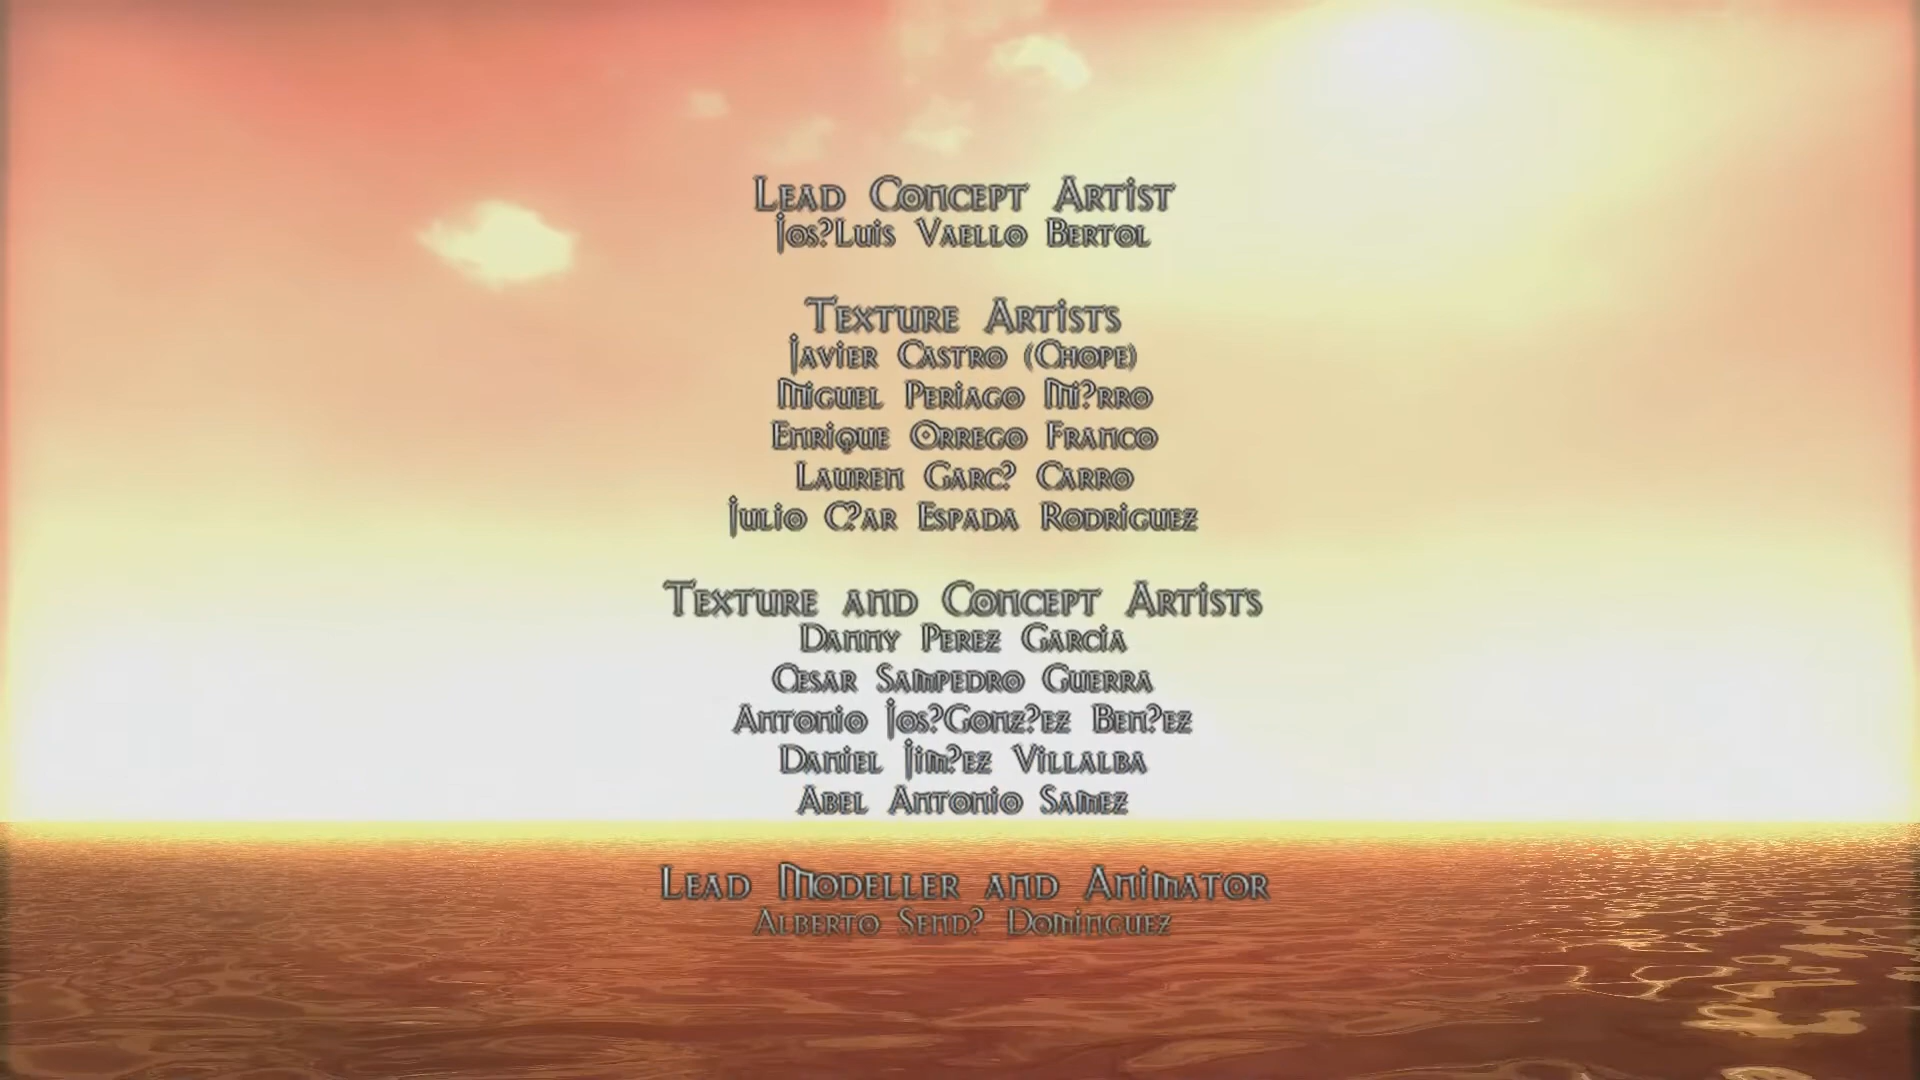 Lead Concept Artist
Jos?Luis Vaello Bertol
Texture Artists
Javier Castro (Chope)
Miguel Periago Mi?rro
Enrique Orrego Franco
Lauren Garc? Carro
Julio C?ar Espada Rodriguez
Texture and Concept Artists
Danny Perez Garcia
Cesar Sampedro Guerra
Antonio Jos?Gonz?ez Ben?ez
Daniel Jim?ez Villalba
Abel Antonio Samez
Lead Modeller and Animator
Alberto Send? Dominguez